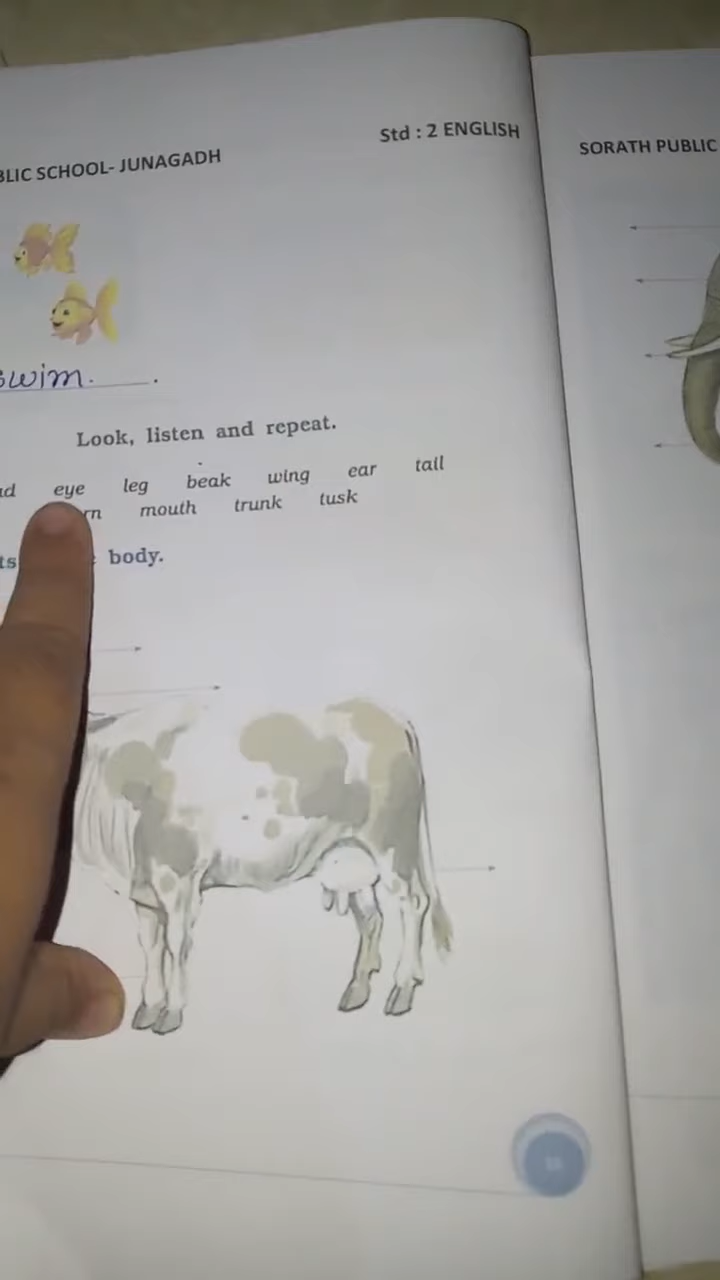 BLIC SCHOOL- JUNAGADH
Std : 2 ENGLISH
swim.
Look, listen and repeat.
eye leg beak wing ear tail
mouth trunk tusk
body.
SORATH PUBLIC